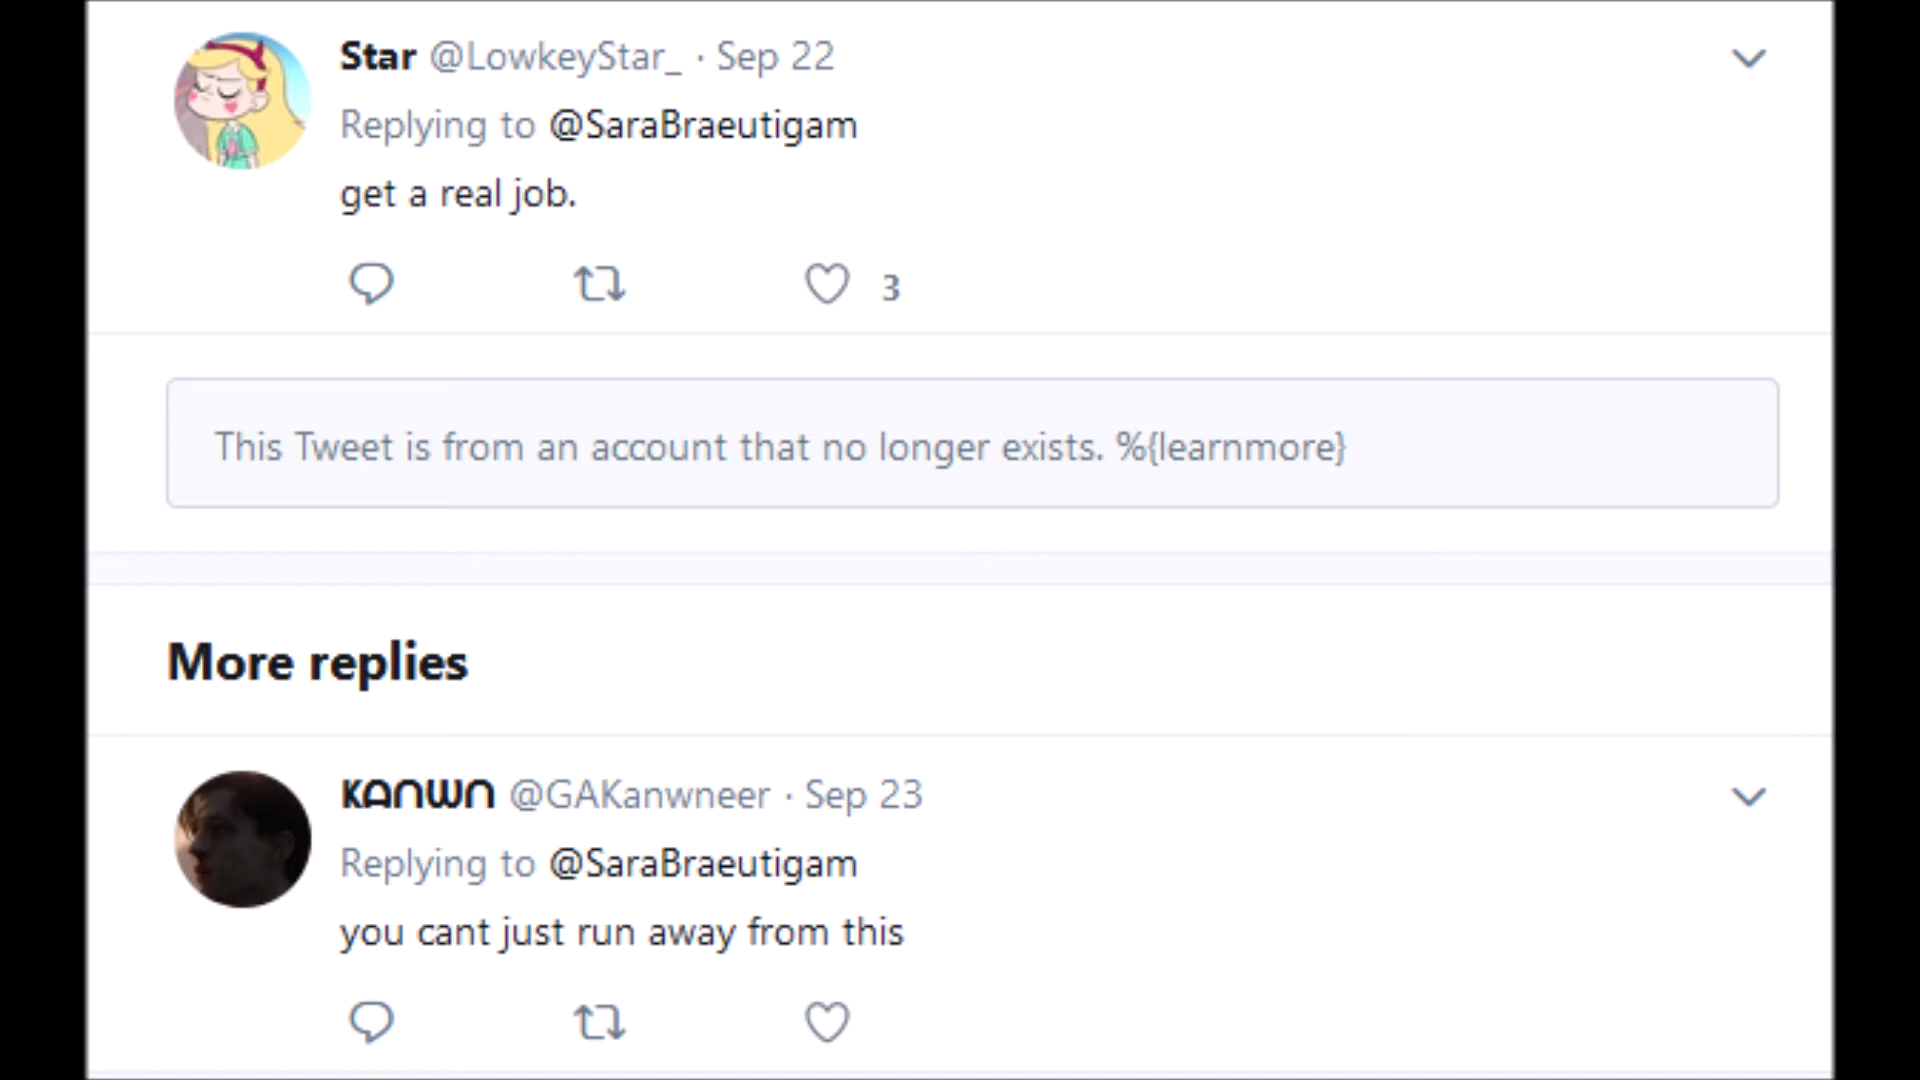 Star @LowkeyStar_ · Sep 22
Replying to @SaraBraeutigam
get a real job.
3
This Tweet is from an account that no longer exists. %{learnmore}
More replies
KANWN @GAKanwneer · Sep 23
Replying to @SaraBraeutigam
you cant just run away from this